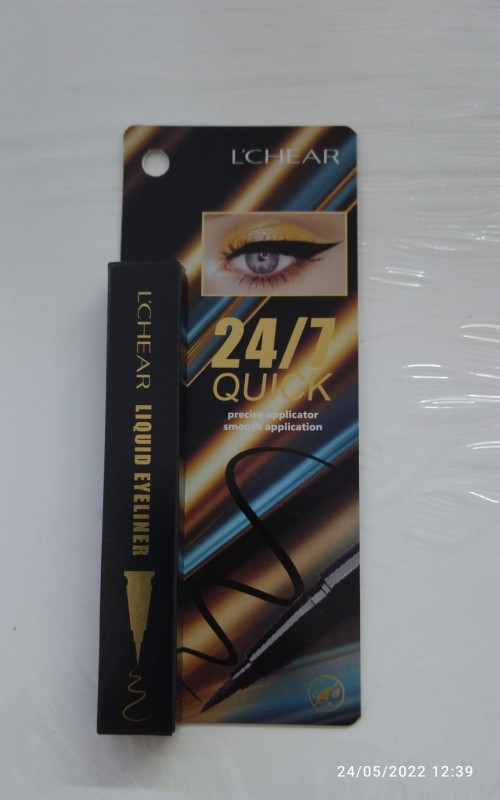 L'CHEAR
24/7
QUICK
precise applicator
smooth application
L'CHEAR LIQUID EYELINER
24/05/2022 12:39